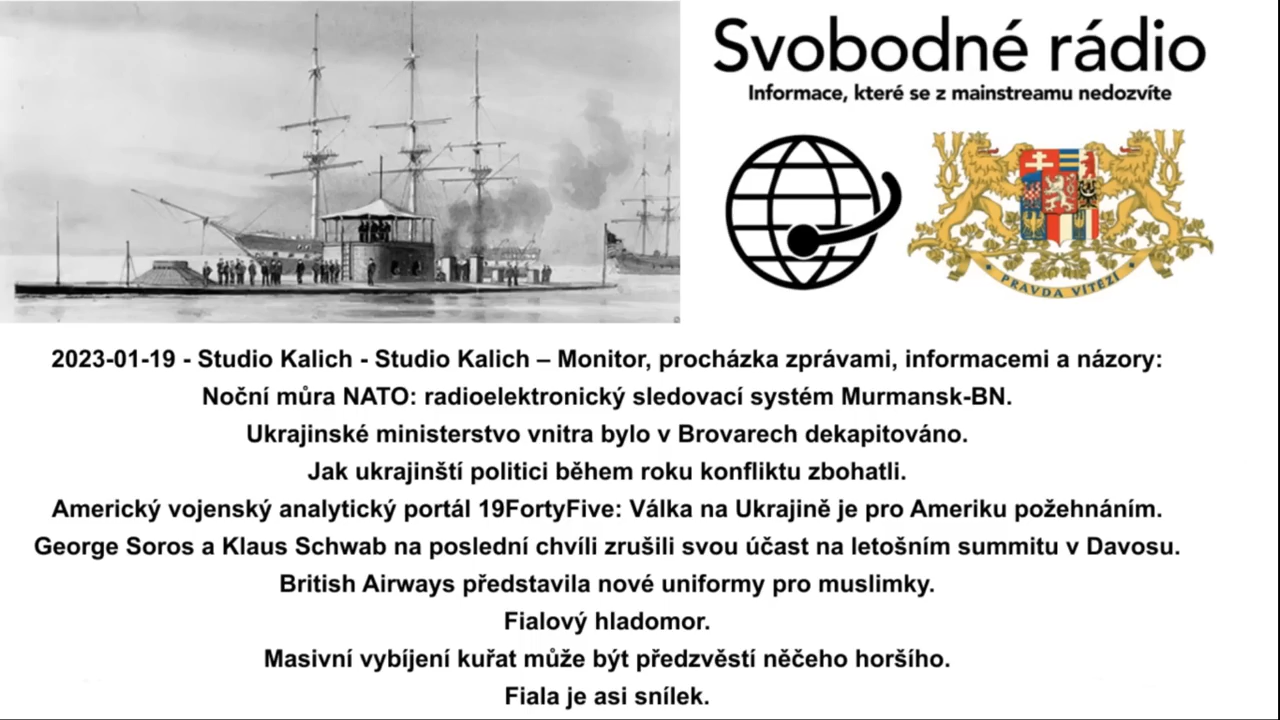 Svobodné rádio
Informace, které se z mainstreamu nedozvíte
PRAVDA VÍTĚZÍ
2023-01-19 - Studio Kalich - Studio Kalich – Monitor, procházka zprávami, informacemi a názory:
Noční můra NATO: radioelektronický sledovací systém Murmansk-BN.
Ukrajinské ministerstvo vnitra bylo v Brovarech dekapitováno.
Jak ukrajinští politici během roku konfliktu zbohatli.
Americký vojenský analytický portál 19FortyFive: Válka na Ukrajině je pro Ameriku požehnáním.
George Soros a Klaus Schwab na poslední chvíli zrušili svou účast na letošním summitu v Davosu.
British Airways představila nové uniformy pro muslimky.
Fialový hladomor.
Masivní vybíjení kuřat může být předzvěstí něčeho horšího.
Fiala je asi snílek.